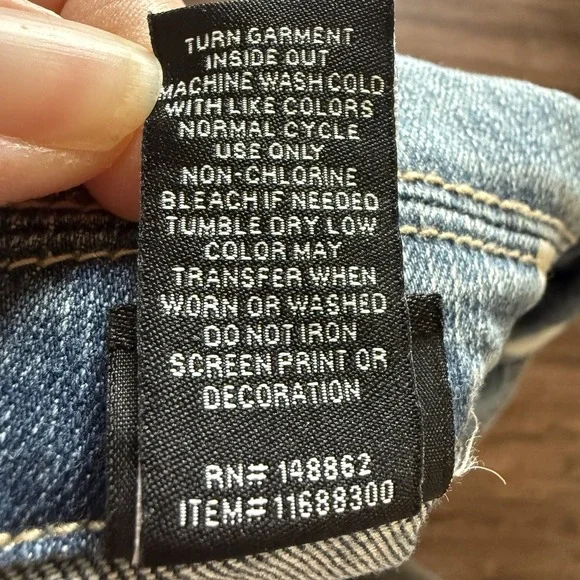 TURN GARMENT
INSIDE OUT
MACHINE WASH COLD
WITH LIKE COLORS
NORMAL CYCLE
USE ONLY
NON-CHLORINE
BLEACH IF NEEDED
TUMBLE DRY LOW
COLOR MAY
TRANSFER WHEN
WORN OR WASHED
DO NOT IRON
SCREEN PRINT OR
DECORATION
RN# 148862
ITEM# 11688300